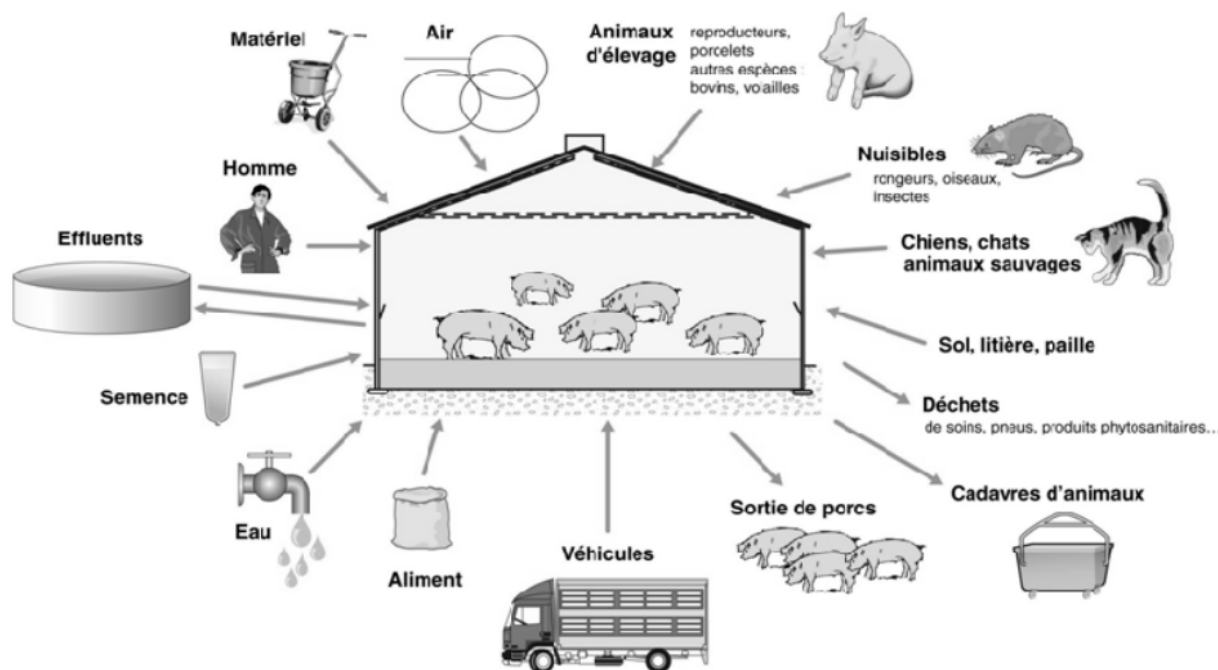 Matériel
Air
Animaux
d'élevage
reproducteurs,
porcelets
autres espèces :
bovins, volailles
Nuisibles
rongeurs, oiseaux,
insectes
Homme
Chiens, chats
animaux sauvages
Effluents
Sol, litière, paille
Semence
Déchets
de soins, pneus, produits phytosanitaires...
Eau
Aliment
Véhicules
Sortie de porcs
Cadavres d'animaux